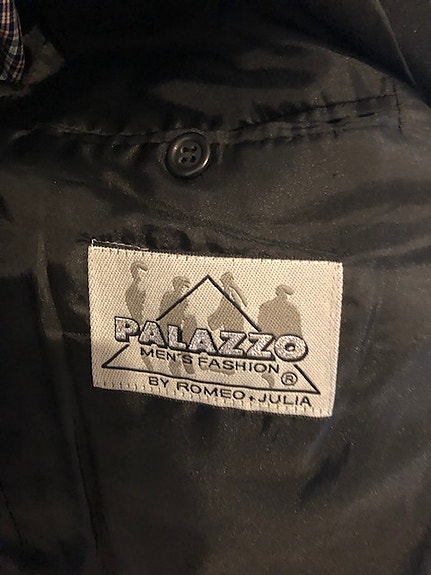 PALAZZO
MEN'S FASHION
®
BY ROMEO + JULIA